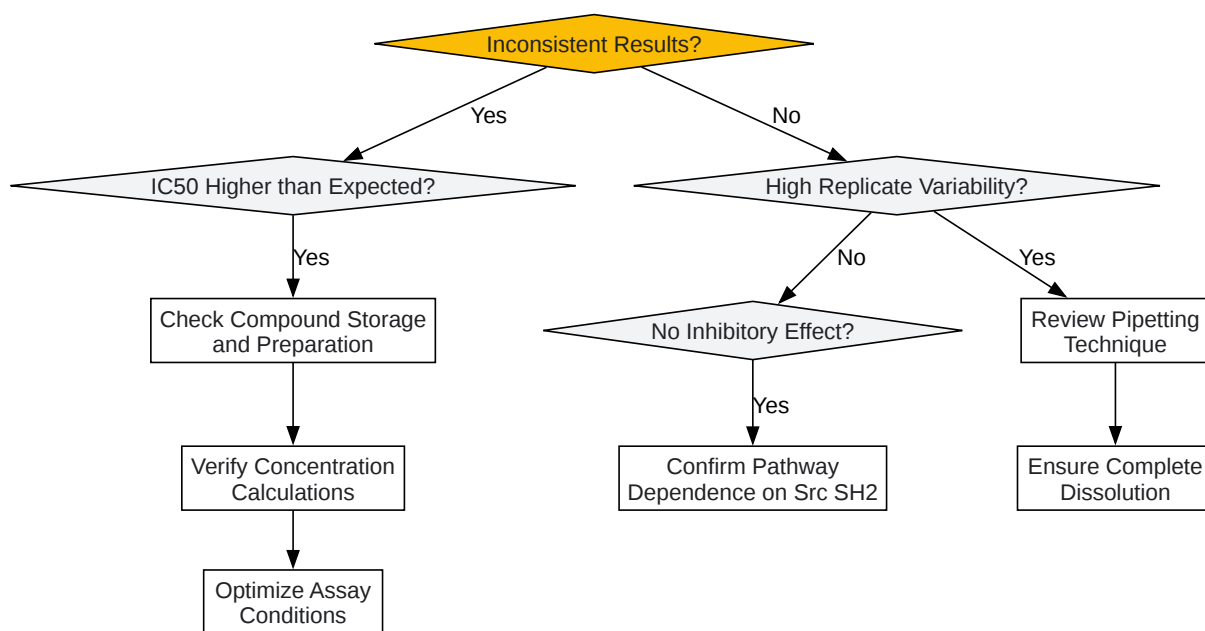 Inconsistent Results?
Yes
No
IC50 Higher than Expected?
High Replicate Variability?
Yes
No
Yes
Check Compound Storage
and Preparation
No Inhibitory Effect?
Review Pipetting
Technique
Yes
Verify Concentration
Calculations
Confirm Pathway
Dependence on Src SH2
Ensure Complete
Dissolution
Optimize Assay
Conditions